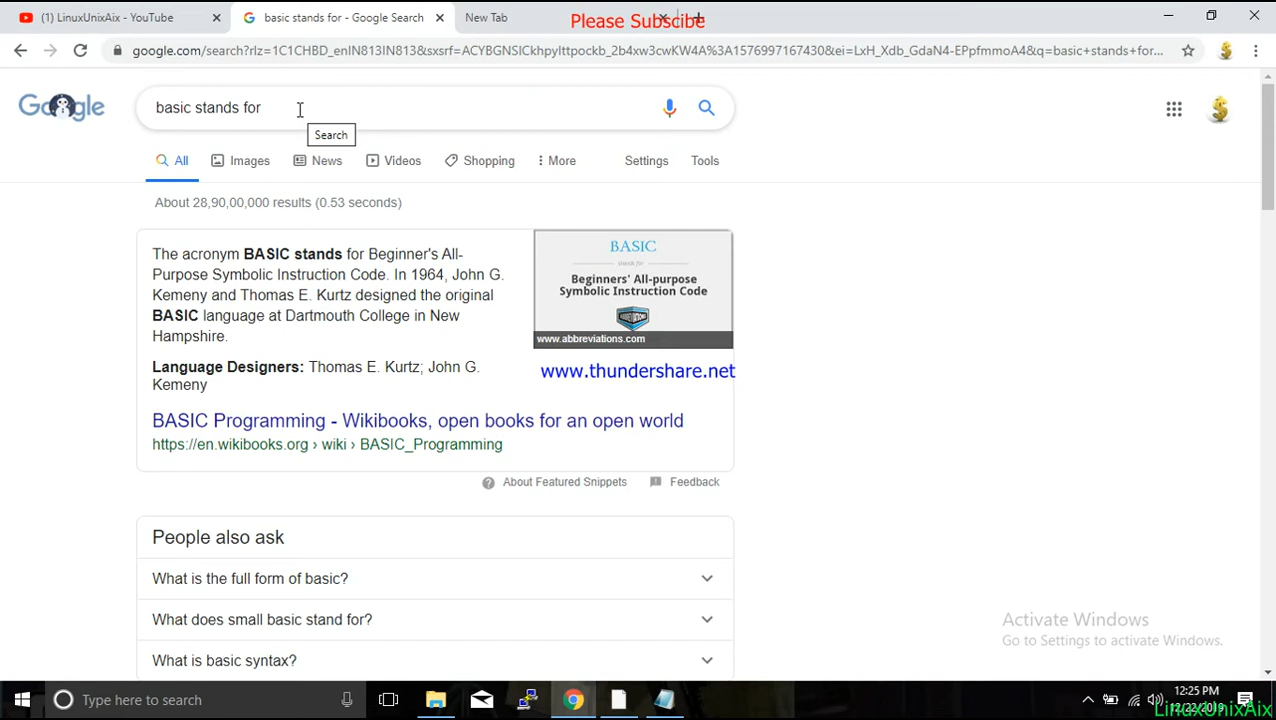 () LinuxUnixAix - YouTube
basic stands for - Google Search
New Tab
Please Subscibe
google.com/search?rlz=1C1CHBD_enIN813IN813&sxsrf=ACYBGNSlCkhpyIttpockb_2b4xw3cwKW4A%3A1576997167430&ei=LxH_Xdb_GdaN4-EPpfmmoA4&q=basic+stands+for...
Google
basic stands for
Search
All
Images
News
Videos
Shopping
More
Settings
Tools
About 28,90,00,000 results (0.53 seconds)
The acronym BASIC stands for Beginner's All-
Purpose Symbolic Instruction Code. In 1964, John G.
Kemeny and Thomas E. Kurtz designed the original
BASIC language at Dartmouth College in New
Hampshire.
BASIC
stands for
Beginners' All-purpose
Symbolic Instruction Code
www.abbreviations.com
www.thundershare.net
Language Designers: Thomas E. Kurtz; John G.
Kemeny
BASIC Programming - Wikibooks, open books for an open world
https://en.wikibooks.org › wiki › BASIC_Programming
About Featured Snippets
Feedback
People also ask
What is the full form of basic?
What does small basic stand for?
What is basic syntax?
Activate Windows
Go to Settings to activate Windows.
Type here to search
12:25 PM
12/22/2019
LinuxUnixAix